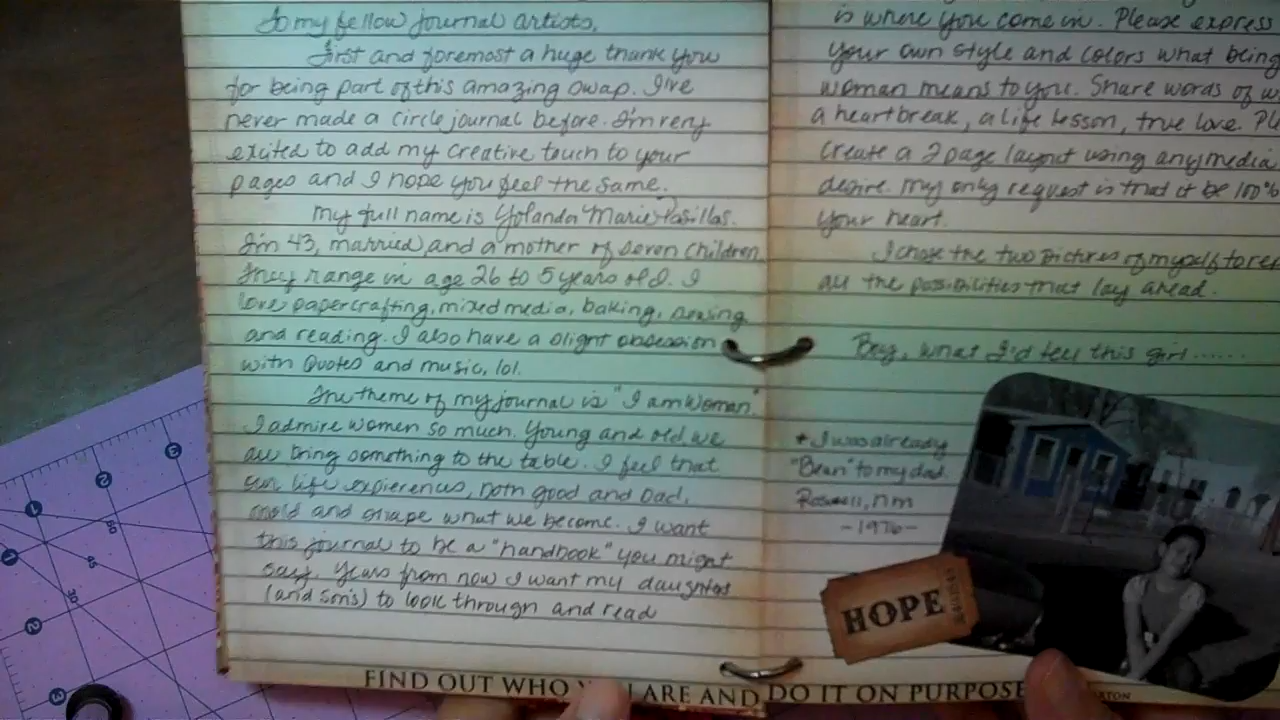 To my fellow journal artists,
First and foremost a huge thank you
for being part of this amazing swap. I've
never made a circle journal before. I'm very
excited to add my creative touch to your
pages and I hope you feel the same.
My full name is Yolanda Marie Pasillas.
I'm 43, married, and a mother of seven children
They range in age 26 to 5 years old. I
love papercrafting, mixed media, baking, sewing
and reading. I also have a slight obsession
with Quotes and music, lol.
The theme of my journal is "I am Woman."
I admire women so much. Young and old we
all bring something to the table. I feel that
our life expierences, both good and bad,
mold and shape what we become. I want
this journal to be a "handbook" you might
say. Years from now I want my daughters
(and son's) to look through and read
is where you come in. Please express
your own style and colors what being
woman means to you. Share words of
a heartbreak, a life lesson, true love.
create a 2 page layout using any media
desire. My only request is that it be 100%
your heart.
I chose the two pictures of myself to
all the possibilities that lay ahead.
Boy, what I'd tell this girl......
* I was already
"Bean" to my dad.
Roswell, nm
-1976-
HOPE
FIND OUT WHO YOU ARE AND DO IT ON PURPOSE